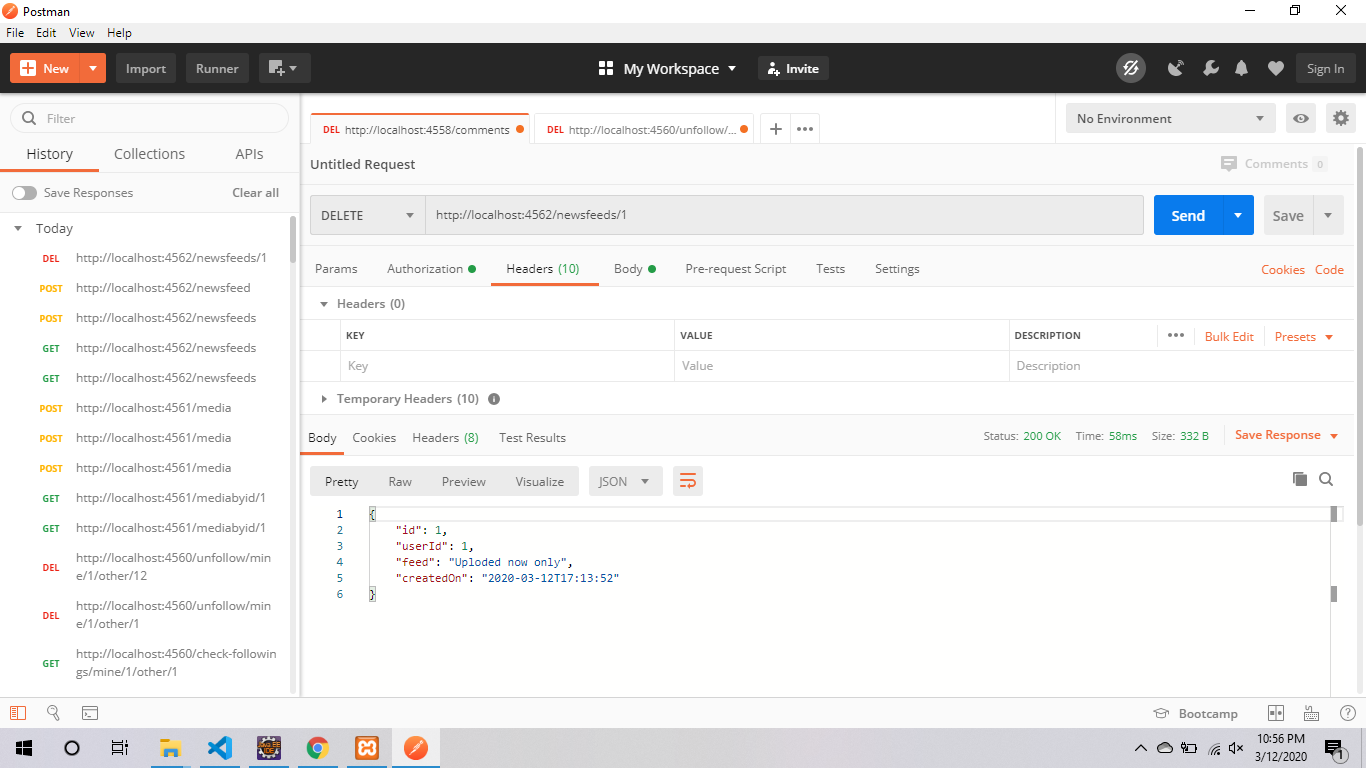 Postman
File Edit View Help
New Import Runner My Workspace Invite Sign In
Filter
History Collections APIs
Save Responses Clear all
Today
DEL http://localhost:4562/newsfeeds/1
POST http://localhost:4562/newsfeed
POST http://localhost:4562/newsfeeds
GET http://localhost:4562/newsfeeds
GET http://localhost:4562/newsfeeds
POST http://localhost:4561/media
POST http://localhost:4561/media
POST http://localhost:4561/media
GET http://localhost:4561/mediabyid/1
GET http://localhost:4561/mediabyid/1
DEL http://localhost:4560/unfollow/min
e/1/other/12
DEL http://localhost:4560/unfollow/min
e/1/other/1
GET http://localhost:4560/check-followin
gs/mine/1/other/1
DEL http://localhost:4558/comments DEL http://localhost:4560/unfollow/... No Environment
Untitled Request Comments 0
DELETE http://localhost:4562/newsfeeds/1 Send Save
Params Authorization Headers (10) Body Pre-request Script Tests Settings Cookies Code
Headers (0)
KEY VALUE DESCRIPTION Bulk Edit Presets
Key Value Description
Temporary Headers (10)
Body Cookies Headers (8) Test Results Status: 200 OK Time: 58ms Size: 332 B Save Response
Pretty Raw Preview Visualize JSON
1 {
2 "id": 1,
3 "userId": 1,
4 "feed": "Uploded now only",
5 "createdOn": "2020-03-12T17:13:52"
6 }
Bootcamp
10:56 PM
3/12/2020
1